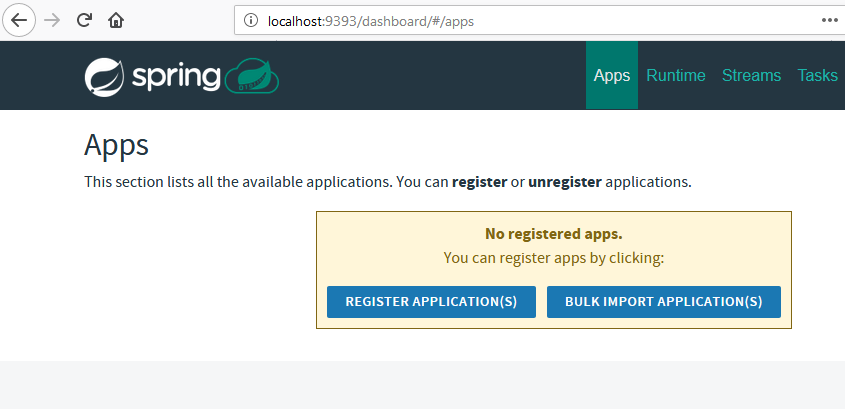 localhost:9393/dashboard/#/apps
spring
Apps Runtime Streams Tasks
Apps
This section lists all the available applications. You can register or unregister applications.
No registered apps.
You can register apps by clicking:
REGISTER APPLICATION(S) BULK IMPORT APPLICATION(S)